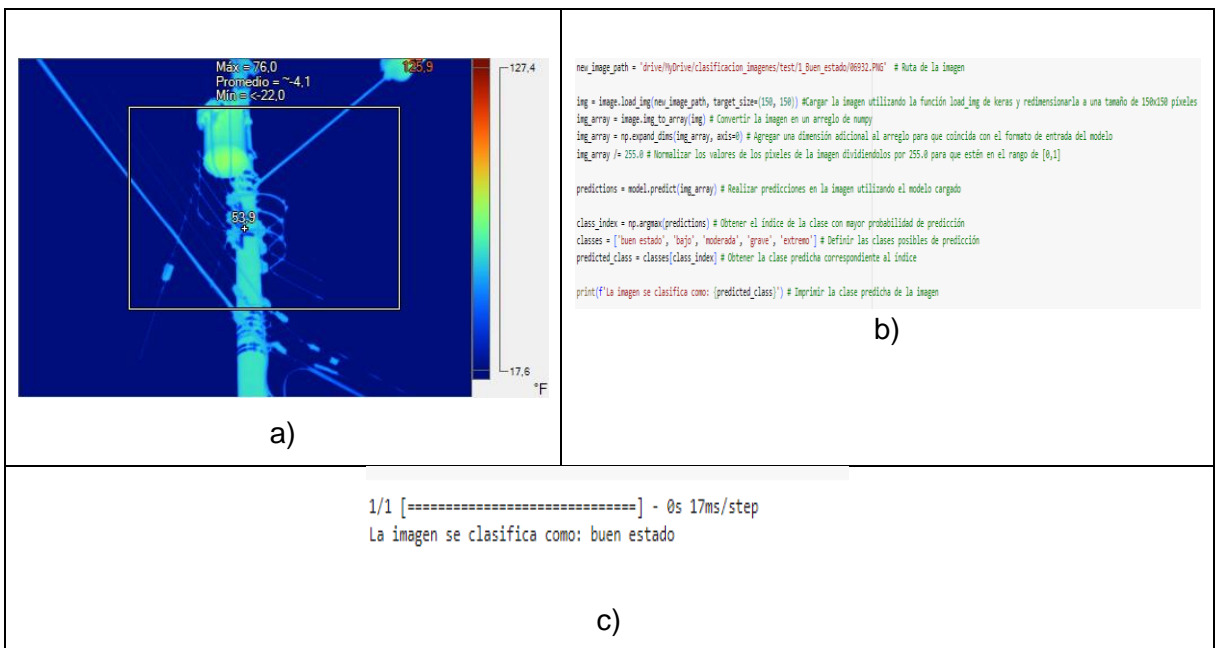 Máx = 76,0
Promedio = ~-4,1
Mín = <-22,0
125,9
127,4
53,9
17,6
°F
a)
new_image_path = 'drive/MyDrive/clasificacion_imagenes/test/1_Buen_estado/06932.PNG' # Ruta de la imagen
img = image.load_img(new_image_path, target_size=(150, 150)) #Cargar la imagen utilizando la función load_img de keras y redimensionarla a una tamaño de 150x150 píxeles
img_array = image.img_to_array(img) # Convertir la imagen en un arreglo de numpy
img_array = np.expand_dims(img_array, axis=0) # Agregar una dimensión adicional al arreglo para que coincida con el formato de entrada del modelo
img_array /= 255.0 # Normalizar los valores de los píxeles de la imagen dividiendolos por 255.0 para que estén en el rango de [0,1]
predictions = model.predict(img_array) # Realizar predicciones en la imagen utilizando el modelo cargado
class_index = np.argmax(predictions) # Obtener el índice de la clase con mayor probabilidad de predicción
classes = ['buen estado', 'bajo', 'moderada', 'grave', 'extremo'] # Definir las clases posibles de predicción
predicted_class = classes[class_index] # Obtener la clase predicha correspondiente al índice
print(f'La imagen se clasifica como: {predicted_class}') # Imprimir la clase predicha de la imagen
b)
1/1 [==============================] - 0s 17ms/step
La imagen se clasifica como: buen estado
c)